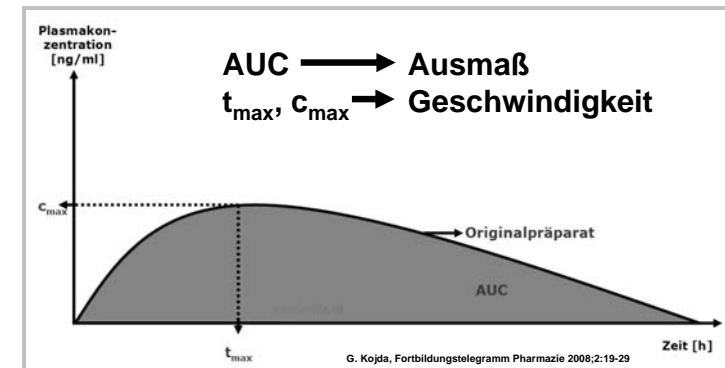 Plasmakon-
zentration
[ng/ml]
AUC → Ausmaß
tmax, cmax → Geschwindigkeit
cmax
Originalpräparat
AUC
tmax
Zeit [h]
G. Kojda, Fortbildungstelegramm Pharmazie 2008;2:19-29